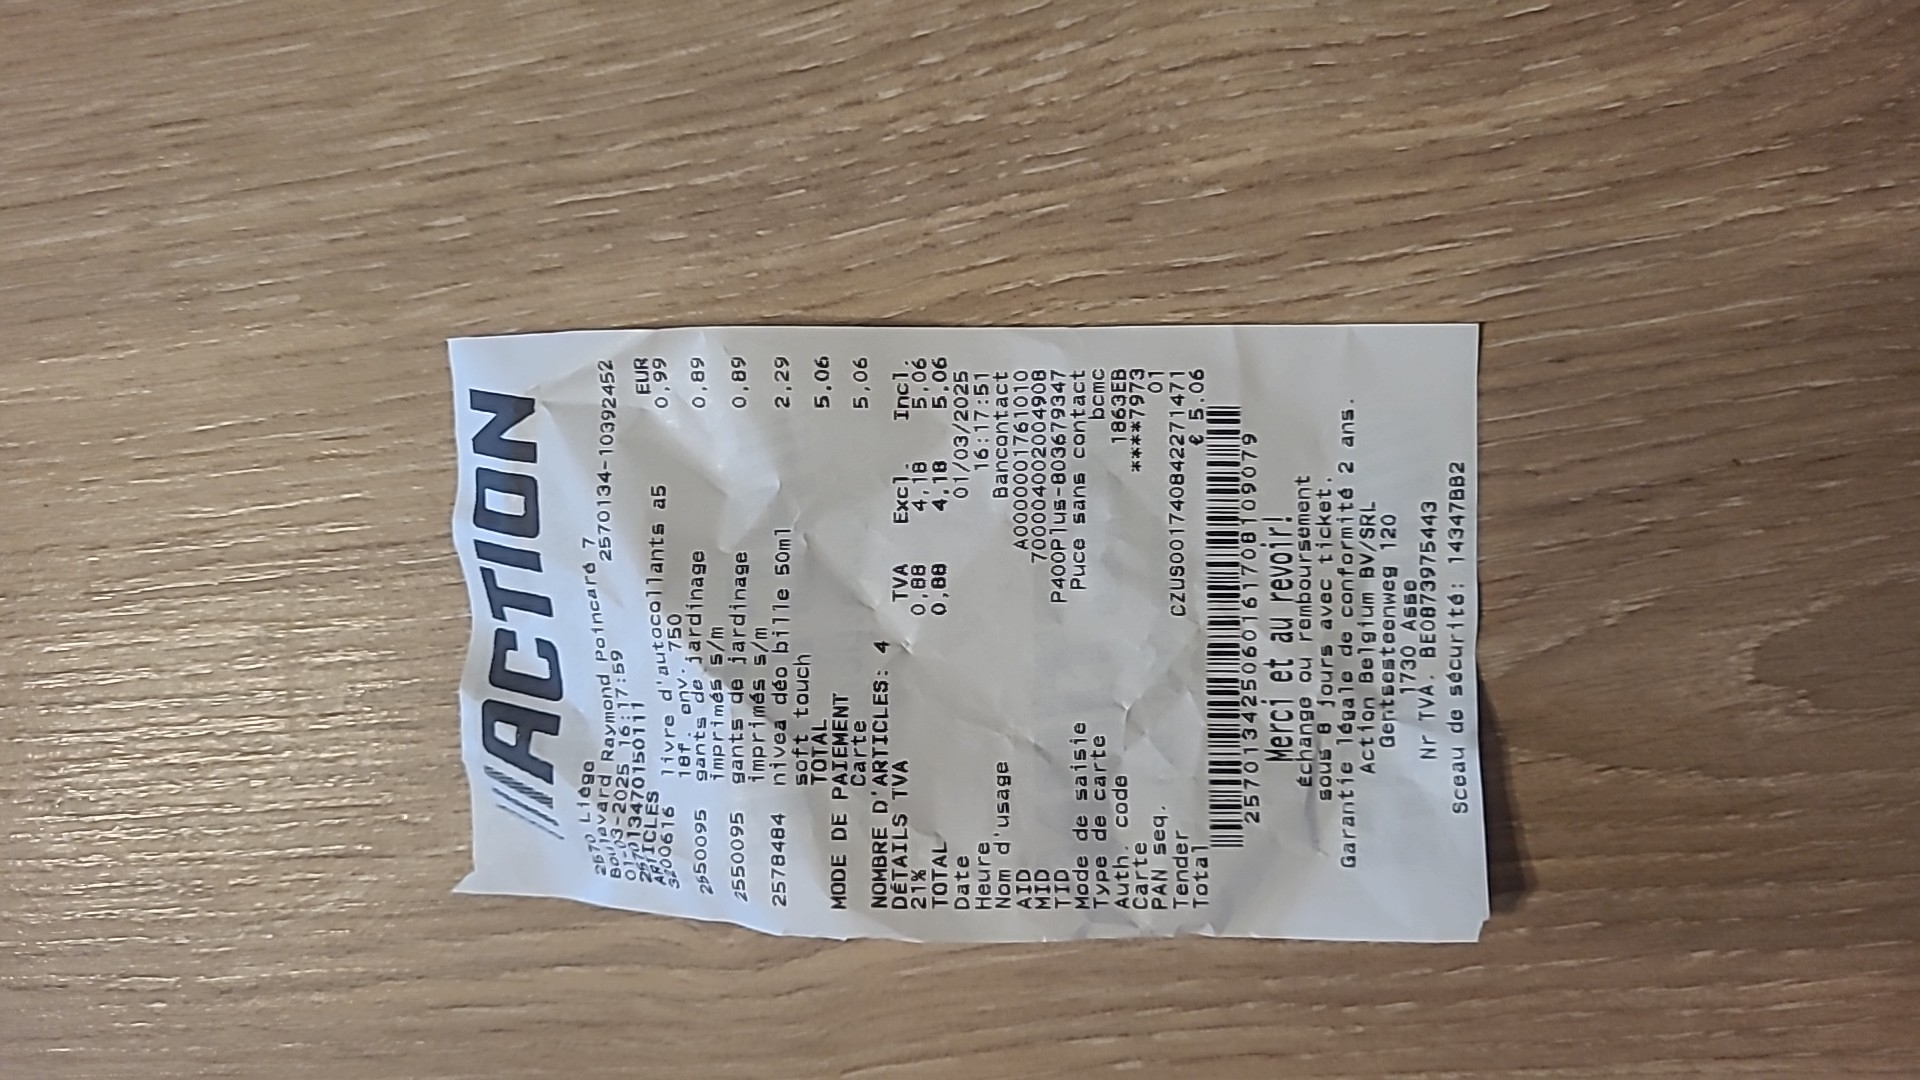 ACTION
2570 Liége
Boulevard Raymond Poincaré 7
01-03-2025 16:17:59 2570134-10392452
257013470150111
ARTICLES EUR
3200616 livre d'autocollants a5 0,99
18f. env. 750
2550095 gants de jardinage 0,89
imprimés s/m
2550095 gants de jardinage 0,89
imprimés s/m
2578484 nivea déo bille 50ml 2,29
soft touch
TOTAL 5.06
MODE DE PAIEMENT
Carte 5,06
NOMBRE D'ARTICLES: 4
DÉTAILS TVA TVA Excl. Incl.
21% 0,88 4,18 5,06
TOTAL 0,88 4,18 5,06
Date 01/03/2025
Heure 16:17:51
Nom d'usage Bancontact
AID A0000001761010
MID 700004002004908
TID P400Plus-803679347
Mode de saisie Puce sans contact
Type de carte bcmc
Auth. code 1863EB
Carte ****7973
PAN seq. 01
Tender CZUS001740842271471
Total € 5.06
257013425060161708109079
Merci et au revoir!
Échange ou remboursement
sous 8 jours avec ticket.
Garantie légale de conformité 2 ans.
Action Belgium BV/SRL
Gentsesteenweg 120
1730 Asse
Nr TVA. BE0873975443
Sceau de sécurité: 14347BB2